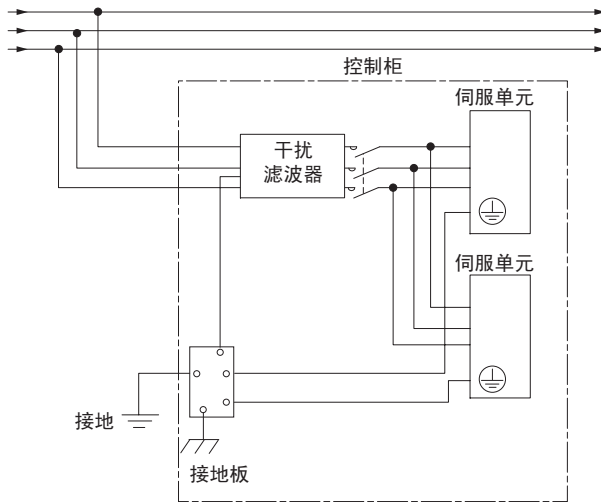 控制柜
伺服单元
干扰
滤波器
伺服单元
接地
接地板